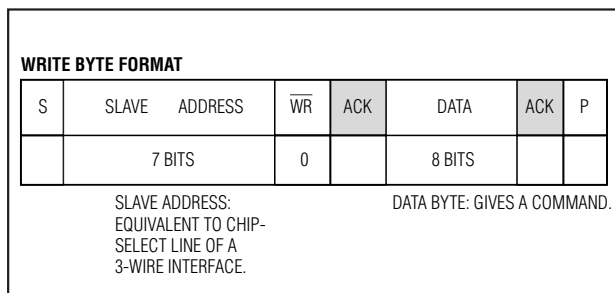 WRITE BYTE FORMAT
S SLAVE ADDRESS WR ACK DATA ACK P
7 BITS 0 8 BITS
SLAVE ADDRESS:
EQUIVALENT TO CHIP-
SELECT LINE OF A
3-WIRE INTERFACE.
DATA BYTE: GIVES A COMMAND.